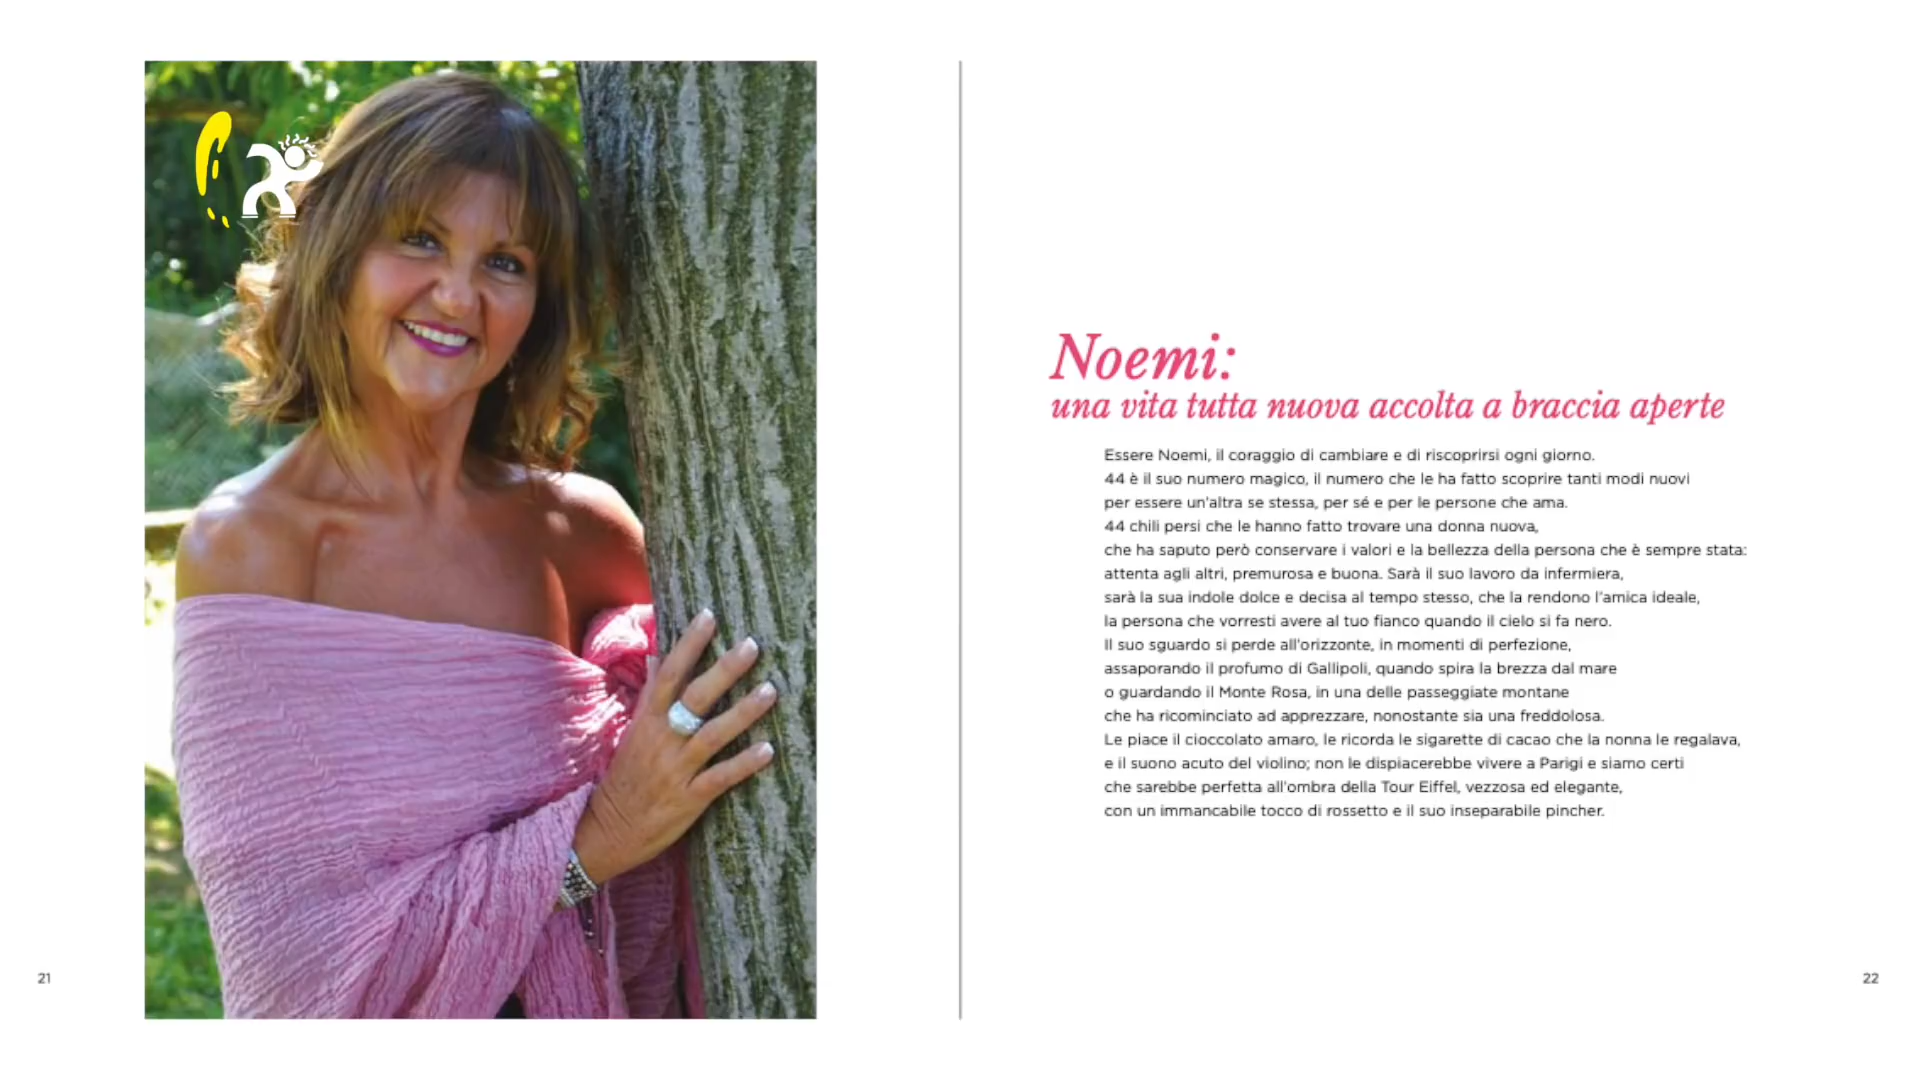 Noemi:
una vita tutta nuova accolta a braccia aperte
Essere Noemi, il coraggio di cambiare e di riscoprirsi ogni giorno.
44 è il suo numero magico, il numero che le ha fatto scoprire tanti modi nuovi
per essere un'altra se stessa, per sé e per le persone che ama.
44 chili persi che le hanno fatto trovare una donna nuova,
che ha saputo però conservare i valori e la bellezza della persona che è sempre stata:
attenta agli altri, premurosa e buona. Sarà il suo lavoro da infermiera,
sarà la sua indole dolce e decisa al tempo stesso, che la rendono l'amica ideale,
la persona che vorresti avere al tuo fianco quando il cielo si fa nero.
Il suo sguardo si perde all'orizzonte, in momenti di perfezione,
assaporando il profumo di Gallipoli, quando spira la brezza dal mare
o guardando il Monte Rosa, in una delle passeggiate montane
che ha ricominciato ad apprezzare, nonostante sia una freddolosa.
Le piace il cioccolato amaro, le ricorda le sigarette di cacao che la nonna le regalava,
e il suono acuto del violino; non le dispiacerebbe vivere a Parigi e siamo certi
che sarebbe perfetta all'ombra della Tour Eiffel, vezzosa ed elegante,
con un immancabile tocco di rossetto e il suo inseparabile pincher.
21
22